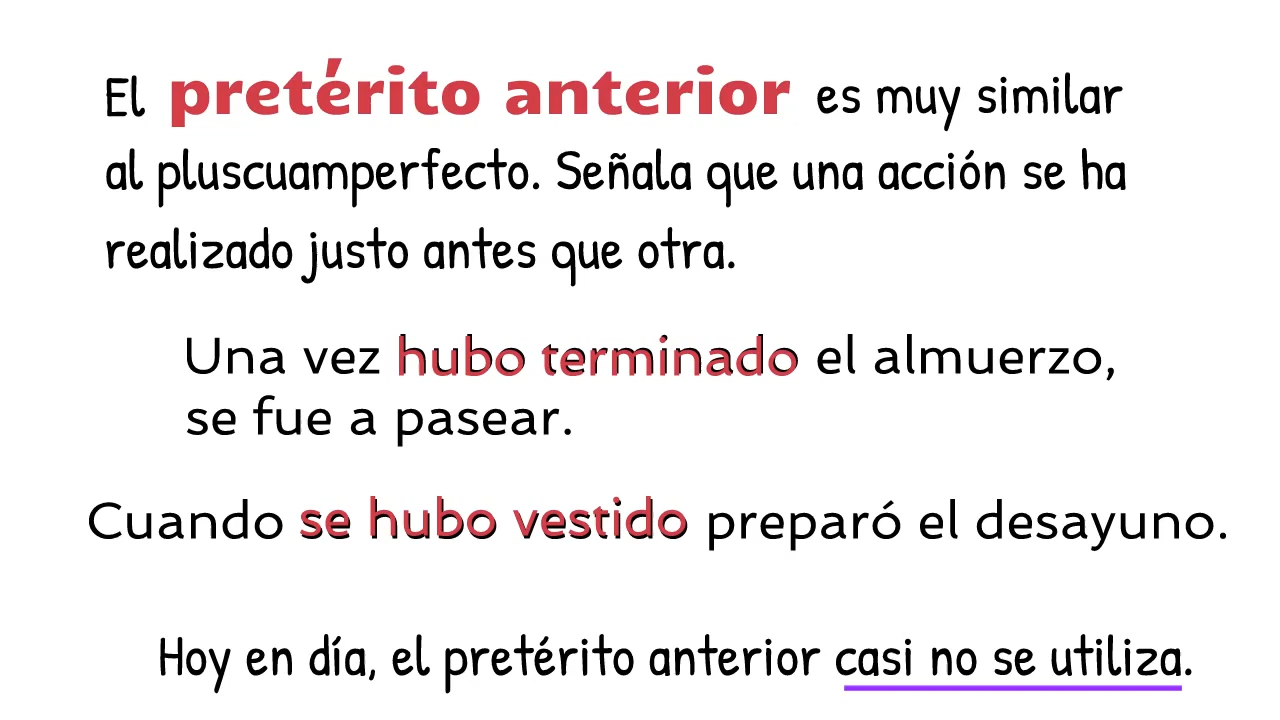 El pretérito anterior es muy similar
al pluscuamperfecto. Señala que una acción se ha
realizado justo antes que otra.
Una vez hubo terminado el almuerzo,
se fue a pasear.
Cuando se hubo vestido preparó el desayuno.
Hoy en día, el pretérito anterior casi no se utiliza.